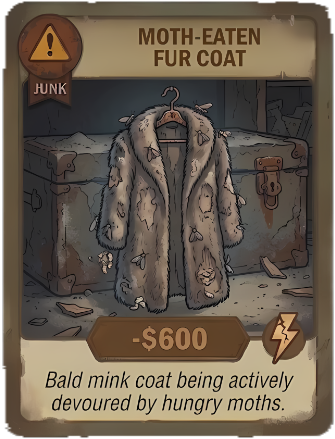 MOTH-EATEN
FUR COAT
JUNK
-$600
Bald mink coat being actively
devoured by hungry moths.